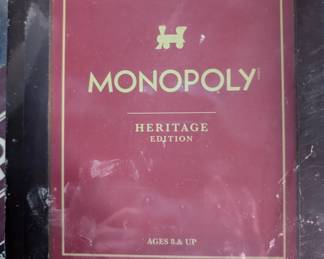 MONOPOLY
HERITAGE
EDITION
AGES 8 & UP